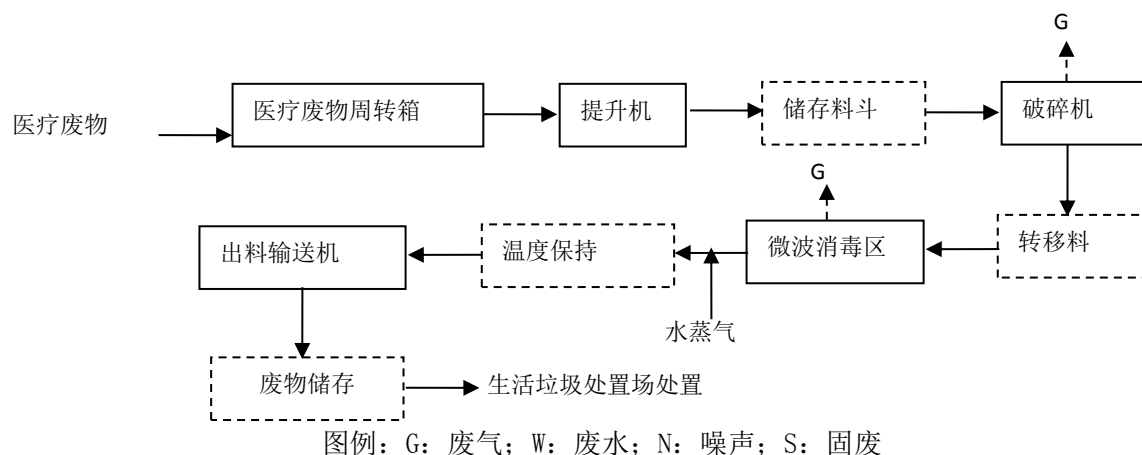 G
医疗废物
医疗废物周转箱
提升机
储存料斗
破碎机
G
出料输送机
温度保持
微波消毒区
转移料
水蒸气
废物储存
生活垃圾处置场处置
图例：G：废气；W：废水；N：噪声；S：固废